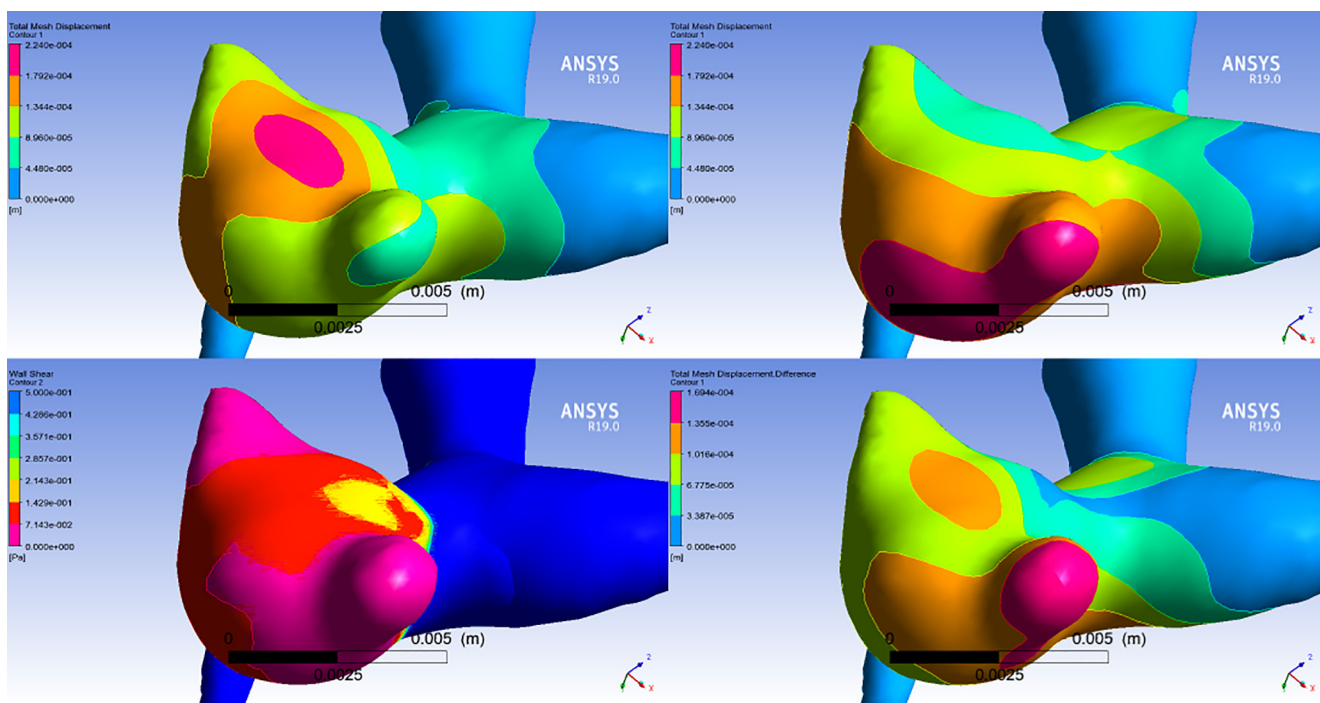 Total Mesh Displacement
Contour 1
2.240e-004
1.792e-004
1.344e-004
8.960e-005
4.480e-005
0.000e+000
[m]
ANSYS
R19.0
0
0.005 (m)
0.0025
Z
Y
X
Total Mesh Displacement
Contour 1
2.240e-004
1.792e-004
1.344e-004
8.960e-005
4.480e-005
0.000e+000
[m]
ANSYS
R19.0
0
0.005 (m)
0.0025
Z
Y
X
Wall Shear
Contour 2
5.000e-001
4.286e-001
3.571e-001
2.857e-001
2.143e-001
1.429e-001
7.143e-002
0.000e+000
[Pa]
ANSYS
R19.0
0
0.005 (m)
0.0025
Z
Y
X
Total Mesh Displacement.Difference
Contour 1
1.694e-004
1.355e-004
1.016e-004
6.775e-005
3.387e-005
0.000e+000
[m]
ANSYS
R19.0
0
0.005 (m)
0.0025
Z
Y
X